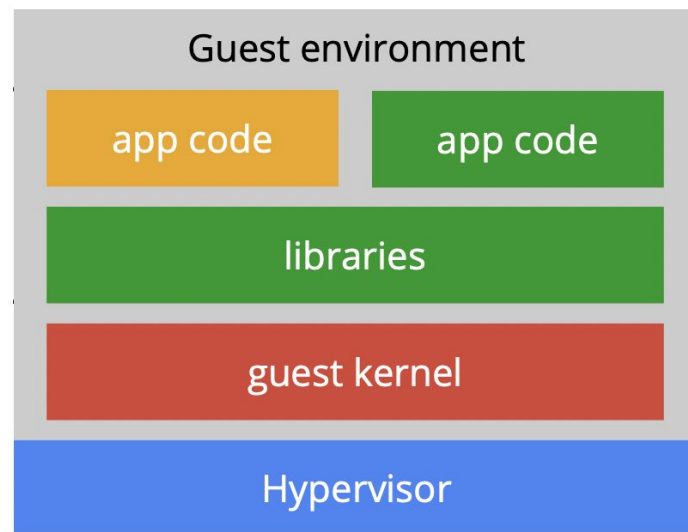 Guest environment
app code app code
libraries
guest kernel
Hypervisor